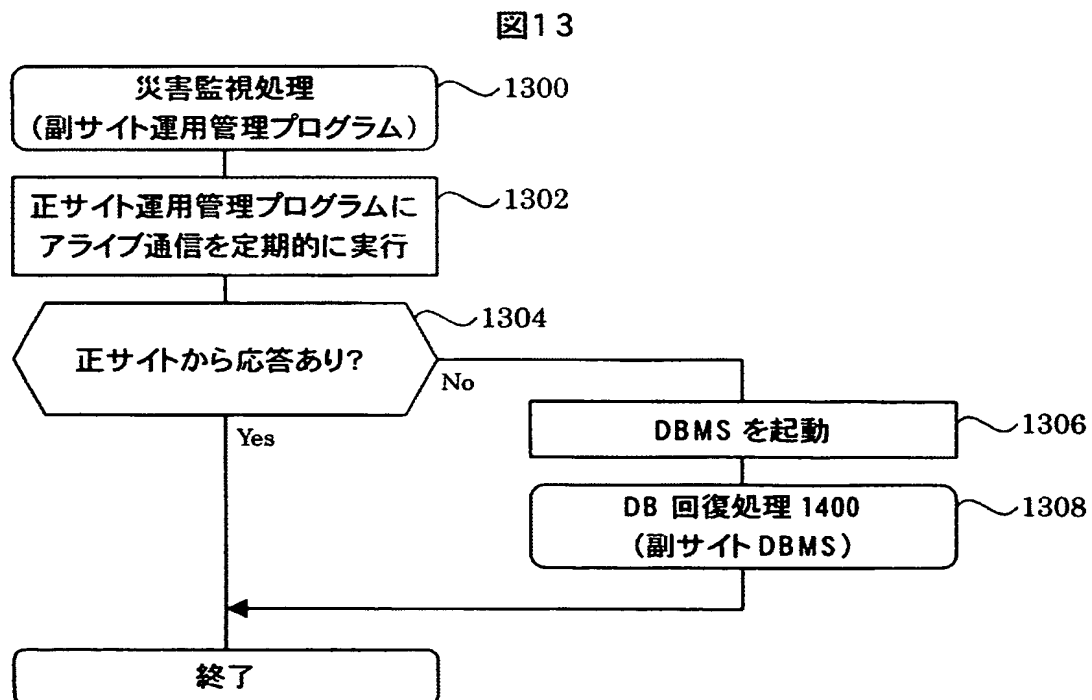 図13
災害監視処理
(副サイト運用管理プログラム)
1300
正サイト運用管理プログラムに
アライブ通信を定期的に実行
1302
正サイトから応答あり?
1304
No
Yes
DBMS を起動
1306
DB 回復処理 1400
(副サイト DBMS)
1308
終了